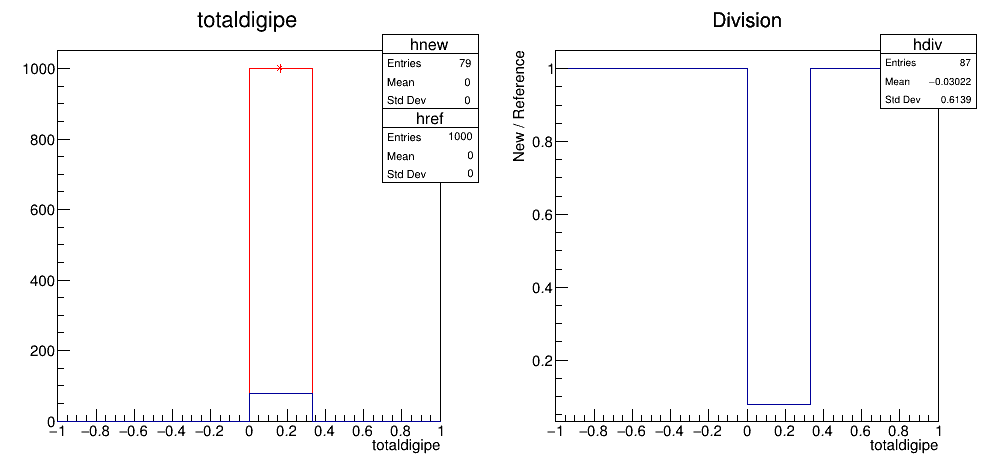 totaldigipe
hnew
Entries 79
Mean 0
Std Dev 0
href
Entries 1000
Mean 0
Std Dev 0
1000
800
600
400
200
0
−1 −0.8 −0.6 −0.4 −0.2 0 0.2 0.4 0.6 0.8 1
totaldigipe
Division
hdiv
Entries 87
Mean −0.03022
Std Dev 0.6139
New / Reference
1
0.8
0.6
0.4
0.2
−1 −0.8 −0.6 −0.4 −0.2 0 0.2 0.4 0.6 0.8 1
totaldigipe